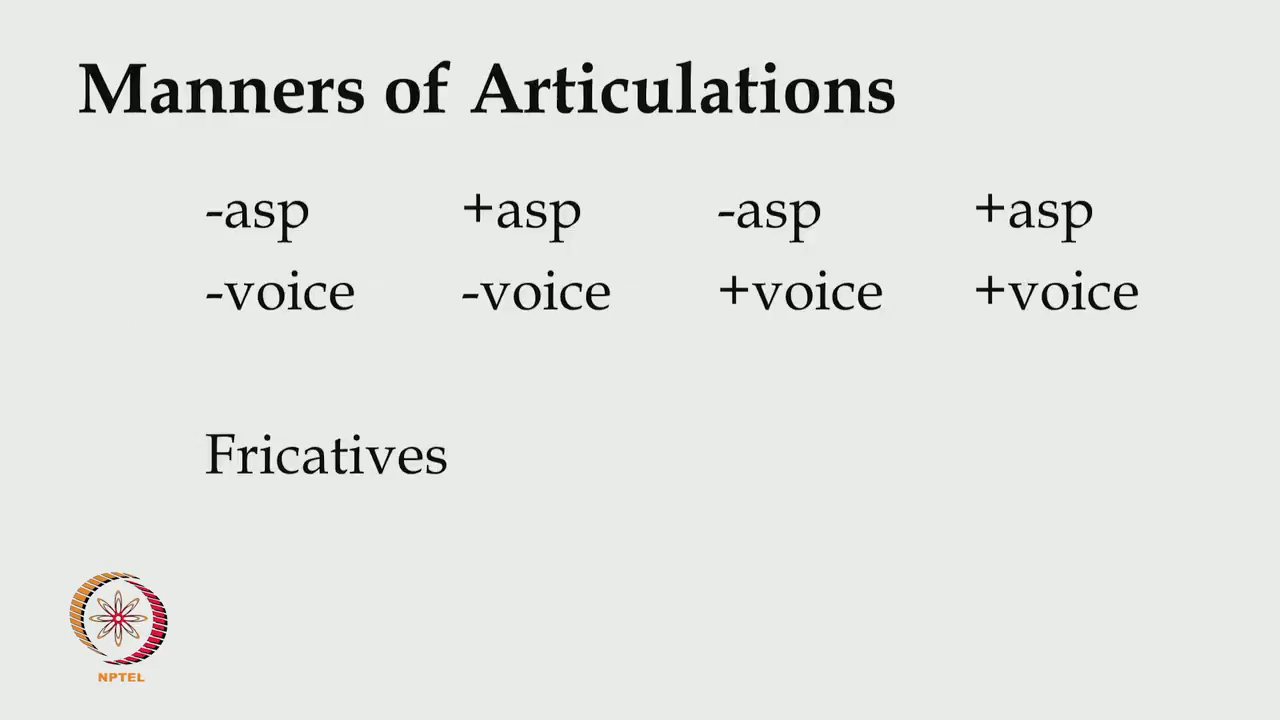 Manners of Articulations
-asp +asp -asp +asp
-voice -voice +voice +voice
Fricatives
NPTEL